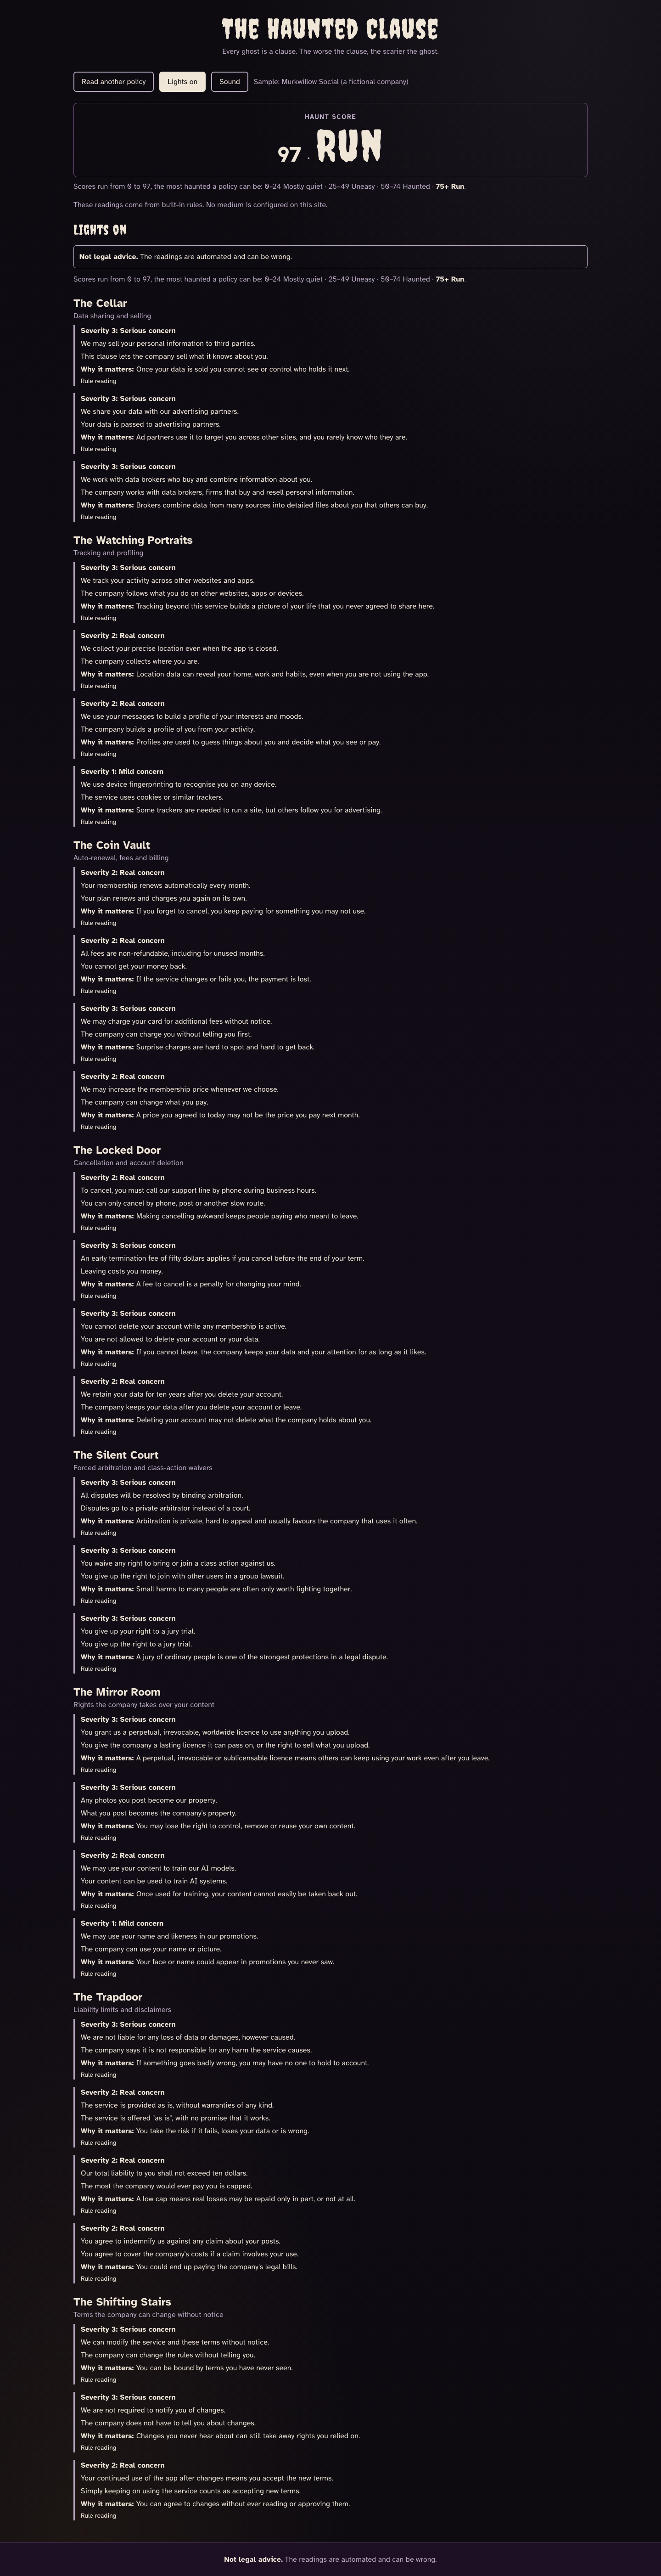 THE HAUNTED CLAUSE
Every ghost is a clause. The worse the clause, the scarier the ghost.
Read another policy
Lights on
Sound
Sample: Murkwillow Social (a fictional company)
HAUNT SCORE
97 · RUN
Scores run from 0 to 97, the most haunted a policy can be: 0–24 Mostly quiet · 25–49 Uneasy · 50–74 Haunted · 75+ Run.
These readings come from built-in rules. No medium is configured on this site.
LIGHTS ON
Not legal advice. The readings are automated and can be wrong.
Scores run from 0 to 97, the most haunted a policy can be: 0–24 Mostly quiet · 25–49 Uneasy · 50–74 Haunted · 75+ Run.
The Cellar
Data sharing and selling
Severity 3: Serious concern
We may sell your personal information to third parties.
This clause lets the company sell what it knows about you.
Why it matters: Once your data is sold you cannot see or control who holds it next.
Rule reading
Severity 3: Serious concern
We share your data with our advertising partners.
Your data is passed to advertising partners.
Why it matters: Ad partners use it to target you across other sites, and you rarely know who they are.
Rule reading
Severity 3: Serious concern
We work with data brokers who buy and combine information about you.
The company works with data brokers, firms that buy and resell personal information.
Why it matters: Brokers combine data from many sources into detailed files about you that others can buy.
Rule reading
The Watching Portraits
Tracking and profiling
Severity 3: Serious concern
We track your activity across other websites and apps.
The company follows what you do on other websites, apps or devices.
Why it matters: Tracking beyond this service builds a picture of your life that you never agreed to share here.
Rule reading
Severity 2: Real concern
We collect your precise location even when the app is closed.
The company collects where you are.
Why it matters: Location data can reveal your home, work and habits, even when you are not using the app.
Rule reading
Severity 2: Real concern
We use your messages to build a profile of your interests and moods.
The company builds a profile of you from your activity.
Why it matters: Profiles are used to guess things about you and decide what you see or pay.
Rule reading
Severity 1: Mild concern
We use device fingerprinting to recognise you on any device.
The service uses cookies or similar trackers.
Why it matters: Some trackers are needed to run a site, but others follow you for advertising.
Rule reading
The Coin Vault
Auto-renewal, fees and billing
Severity 2: Real concern
Your membership renews automatically every month.
Your plan renews and charges you again on its own.
Why it matters: If you forget to cancel, you keep paying for something you may not use.
Rule reading
Severity 2: Real concern
All fees are non-refundable, including for unused months.
You cannot get your money back.
Why it matters: If the service changes or fails you, the payment is lost.
Rule reading
Severity 3: Serious concern
We may charge your card for additional fees without notice.
The company can charge you without telling you first.
Why it matters: Surprise charges are hard to spot and hard to get back.
Rule reading
Severity 2: Real concern
We may increase the membership price whenever we choose.
The company can change what you pay.
Why it matters: A price you agreed to today may not be the price you pay next month.
Rule reading
The Locked Door
Cancellation and account deletion
Severity 2: Real concern
To cancel, you must call our support line by phone during business hours.
You can only cancel by phone, post or another slow route.
Why it matters: Making cancelling awkward keeps people paying who meant to leave.
Rule reading
Severity 3: Serious concern
An early termination fee of fifty dollars applies if you cancel before the end of your term.
Leaving costs you money.
Why it matters: A fee to cancel is a penalty for changing your mind.
Rule reading
Severity 3: Serious concern
You cannot delete your account while any membership is active.
You are not allowed to delete your account or your data.
Why it matters: If you cannot leave, the company keeps your data and your attention for as long as it likes.
Rule reading
Severity 2: Real concern
We retain your data for ten years after you delete your account.
The company keeps your data after you delete your account or leave.
Why it matters: Deleting your account may not delete what the company holds about you.
Rule reading
The Silent Court
Forced arbitration and class-action waivers
Severity 3: Serious concern
All disputes will be resolved by binding arbitration.
Disputes go to a private arbitrator instead of a court.
Why it matters: Arbitration is private, hard to appeal and usually favours the company that uses it often.
Rule reading
Severity 3: Serious concern
You waive any right to bring or join a class action against us.
You give up the right to join with other users in a group lawsuit.
Why it matters: Small harms to many people are often only worth fighting together.
Rule reading
Severity 3: Serious concern
You give up your right to a jury trial.
You give up the right to a jury trial.
Why it matters: A jury of ordinary people is one of the strongest protections in a legal dispute.
Rule reading
The Mirror Room
Rights the company takes over your content
Severity 3: Serious concern
You grant us a perpetual, irrevocable, worldwide licence to use anything you upload.
You give the company a lasting licence it can pass on, or the right to sell what you upload.
Why it matters: A perpetual, irrevocable or sublicensable licence means others can keep using your work even after you leave.
Rule reading
Severity 3: Serious concern
Any photos you post become our property.
What you post becomes the company's property.
Why it matters: You may lose the right to control, remove or reuse your own content.
Rule reading
Severity 2: Real concern
We may use your content to train our AI models.
Your content can be used to train AI systems.
Why it matters: Once used for training, your content cannot easily be taken back out.
Rule reading
Severity 1: Mild concern
We may use your name and likeness in our promotions.
The company can use your name or picture.
Why it matters: Your face or name could appear in promotions you never saw.
Rule reading
The Trapdoor
Liability limits and disclaimers
Severity 3: Serious concern
We are not liable for any loss of data or damages, however caused.
The company says it is not responsible for any harm the service causes.
Why it matters: If something goes badly wrong, you may have no one to hold to account.
Rule reading
Severity 2: Real concern
The service is provided as is, without warranties of any kind.
The service is offered "as is", with no promise that it works.
Why it matters: You take the risk if it fails, loses your data or is wrong.
Rule reading
Severity 2: Real concern
Our total liability to you shall not exceed ten dollars.
The most the company would ever pay you is capped.
Why it matters: A low cap means real losses may be repaid only in part, or not at all.
Rule reading
Severity 2: Real concern
You agree to indemnify us against any claim about your posts.
You agree to cover the company's costs if a claim involves your use.
Why it matters: You could end up paying the company's legal bills.
Rule reading
The Shifting Stairs
Terms the company can change without notice
Severity 3: Serious concern
We can modify the service and these terms without notice.
The company can change the rules without telling you.
Why it matters: You can be bound by terms you have never seen.
Rule reading
Severity 3: Serious concern
We are not required to notify you of changes.
The company does not have to tell you about changes.
Why it matters: Changes you never hear about can still take away rights you relied on.
Rule reading
Severity 2: Real concern
Your continued use of the app after changes means you accept the new terms.
Simply keeping on using the service counts as accepting new terms.
Why it matters: You can agree to changes without ever reading or approving them.
Rule reading
Not legal advice. The readings are automated and can be wrong.